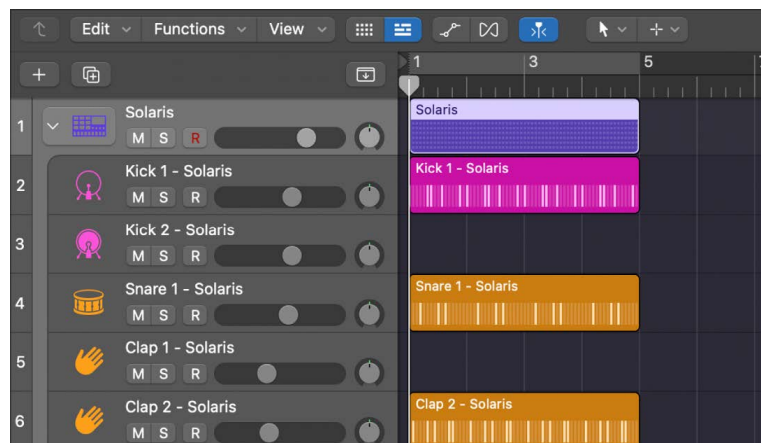 Edit Functions View
1 3 5
1 Solaris
M S R
Solaris
2 Kick 1 - Solaris
M S R
Kick 1 - Solaris
3 Kick 2 - Solaris
M S R
4 Snare 1 - Solaris
M S R
Snare 1 - Solaris
5 Clap 1 - Solaris
M S R
6 Clap 2 - Solaris
M S R
Clap 2 - Solaris